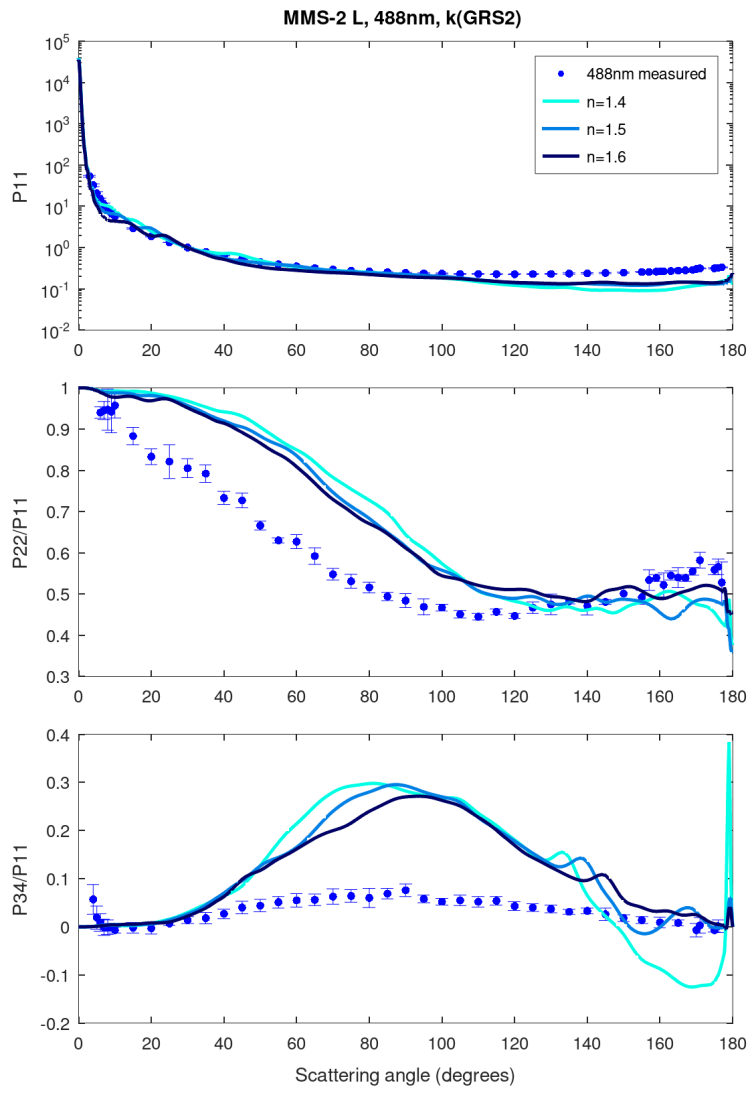 MMS-2 L, 488nm, k(GRS2)
10^5
10^4
10^3
10^2
10^1
10^0
10^-1
10^-2
P11
488nm measured
n=1.4
n=1.5
n=1.6
0 20 40 60 80 100 120 140 160 180
1
0.9
0.8
0.7
0.6
0.5
0.4
0.3
P22/P11
0 20 40 60 80 100 120 140 160 180
0.4
0.3
0.2
0.1
0
-0.1
-0.2
P34/P11
0 20 40 60 80 100 120 140 160 180
Scattering angle (degrees)